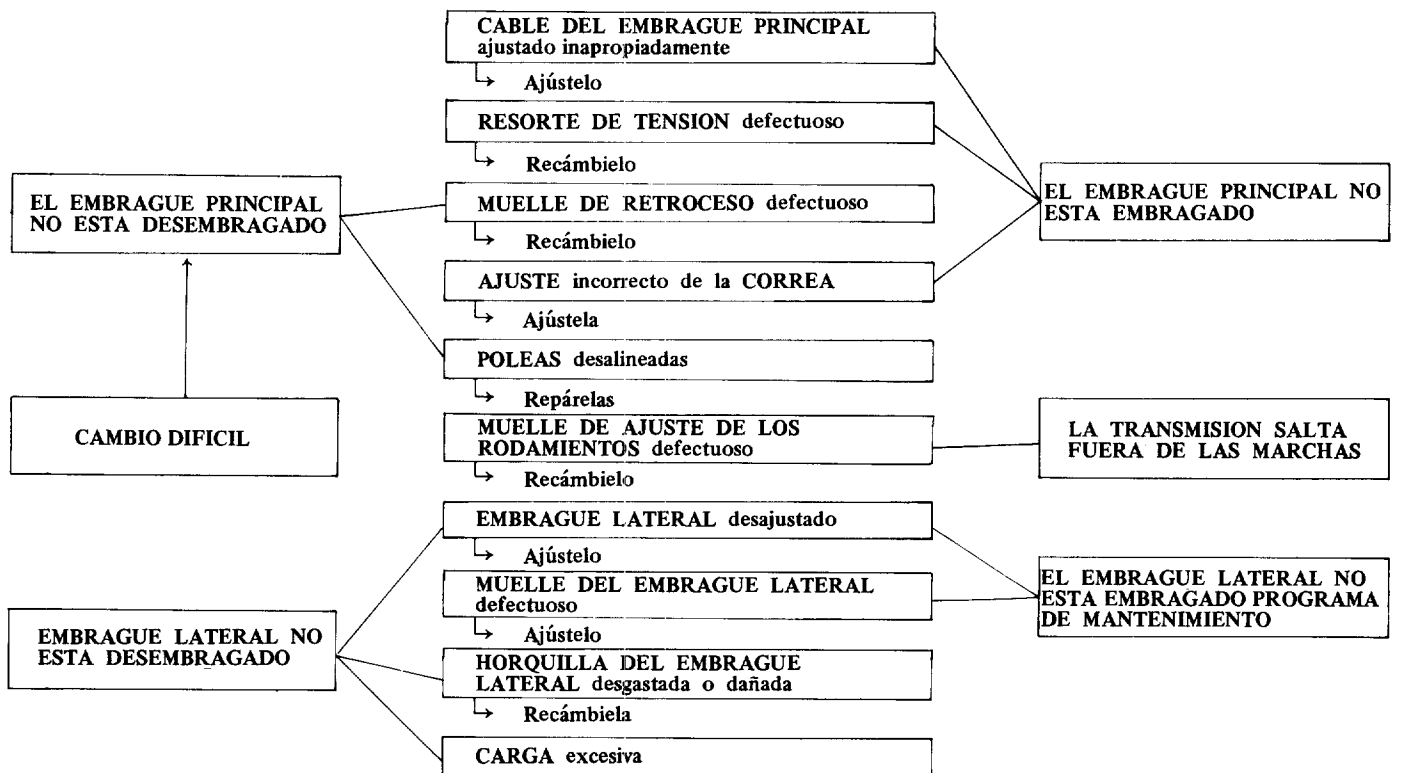 CABLE DEL EMBRAGUE PRINCIPAL
ajustado inapropiadamente
Ajústelo
RESORTE DE TENSION defectuoso
Recámbielo
EL EMBRAGUE PRINCIPAL
NO ESTA DESEMBRAGADO
MUELLE DE RETROCESO defectuoso
Recámbielo
EL EMBRAGUE PRINCIPAL NO
ESTA EMBRAGADO
AJUSTE incorrecto de la CORREA
Ajústela
POLEAS desalineadas
Repárelas
CAMBIO DIFICIL
MUELLE DE AJUSTE DE LOS
RODAMIENTOS defectuoso
Recámbielo
LA TRANSMISION SALTA
FUERA DE LAS MARCHAS
EMBRAGUE LATERAL desajustado
Ajústelo
MUELLE DEL EMBRAGUE LATERAL
defectuoso
Ajústelo
EL EMBRAGUE LATERAL NO
ESTA EMBRAGADO PROGRAMA
DE MANTENIMIENTO
EMBRAGUE LATERAL NO
ESTA DESEMBRAGADO
HORQUILLA DEL EMBRAGUE
LATERAL desgastada o dañada
Recámbiela
CARGA excesiva